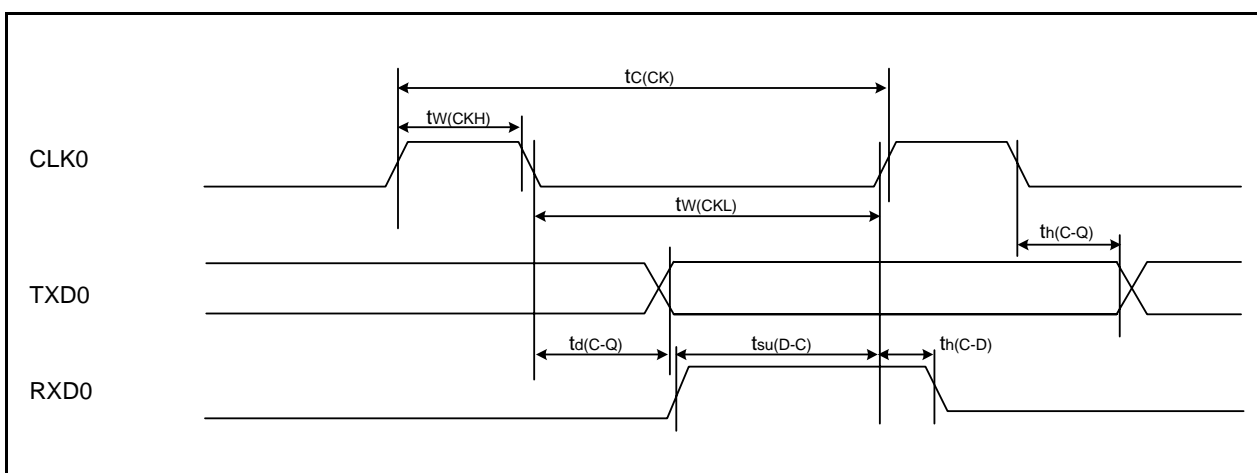 tC(CK)
tW(CKH)
CLK0
tW(CKL)
th(C-Q)
TXD0
td(C-Q)
tsu(D-C)
th(C-D)
RXD0